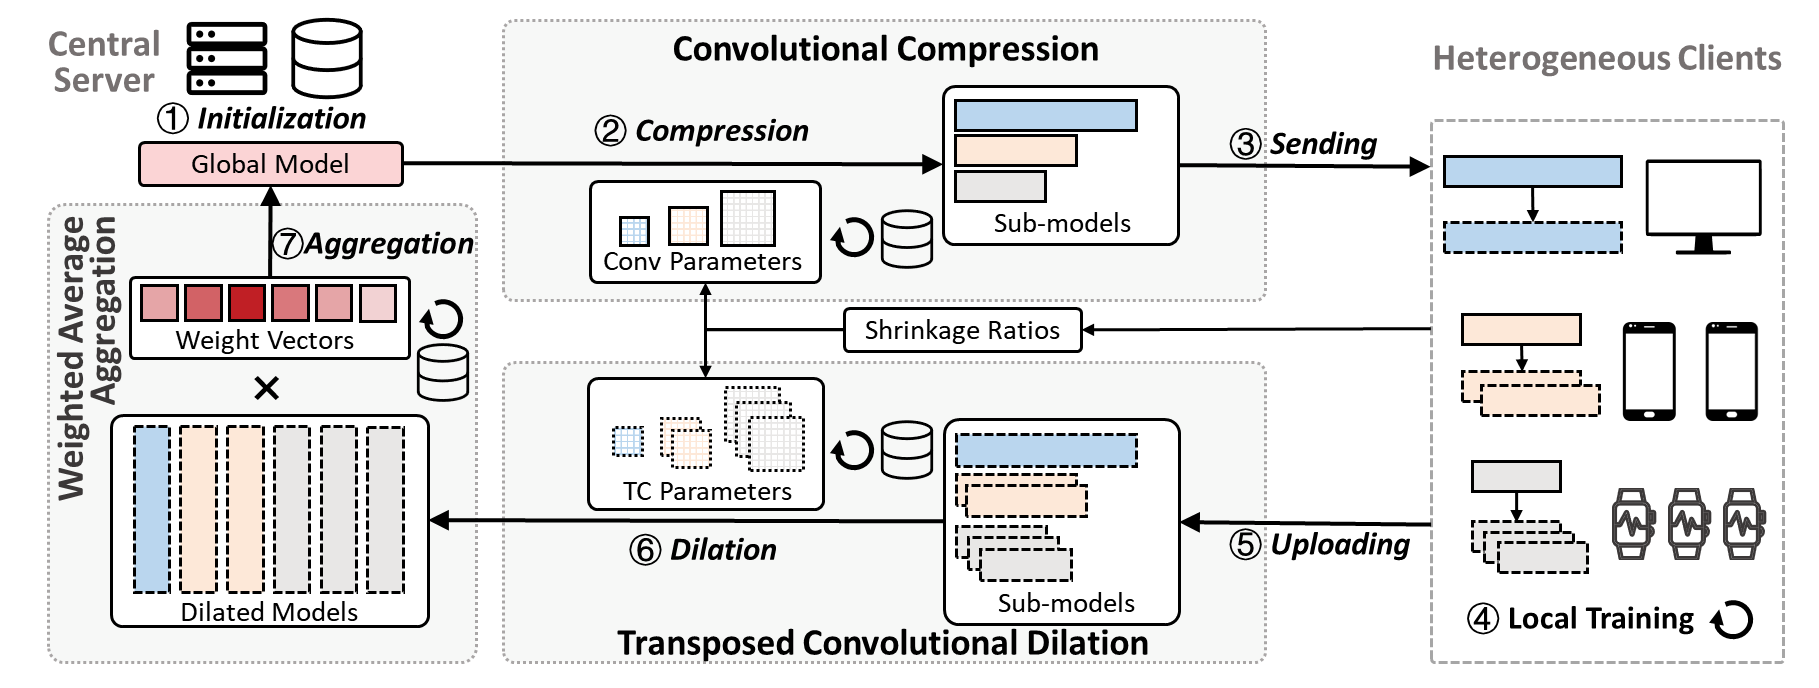 Central
Server
① Initialization
Global Model
Convolutional Compression
② Compression
Sub-models
Conv Parameters
③ Sending
Heterogeneous Clients
Weighted Average
Aggregation
⑦ Aggregation
Weight Vectors
×
Dilated Models
Shrinkage Ratios
TC Parameters
⑥ Dilation
Sub-models
Transposed Convolutional Dilation
⑤ Uploading
④ Local Training